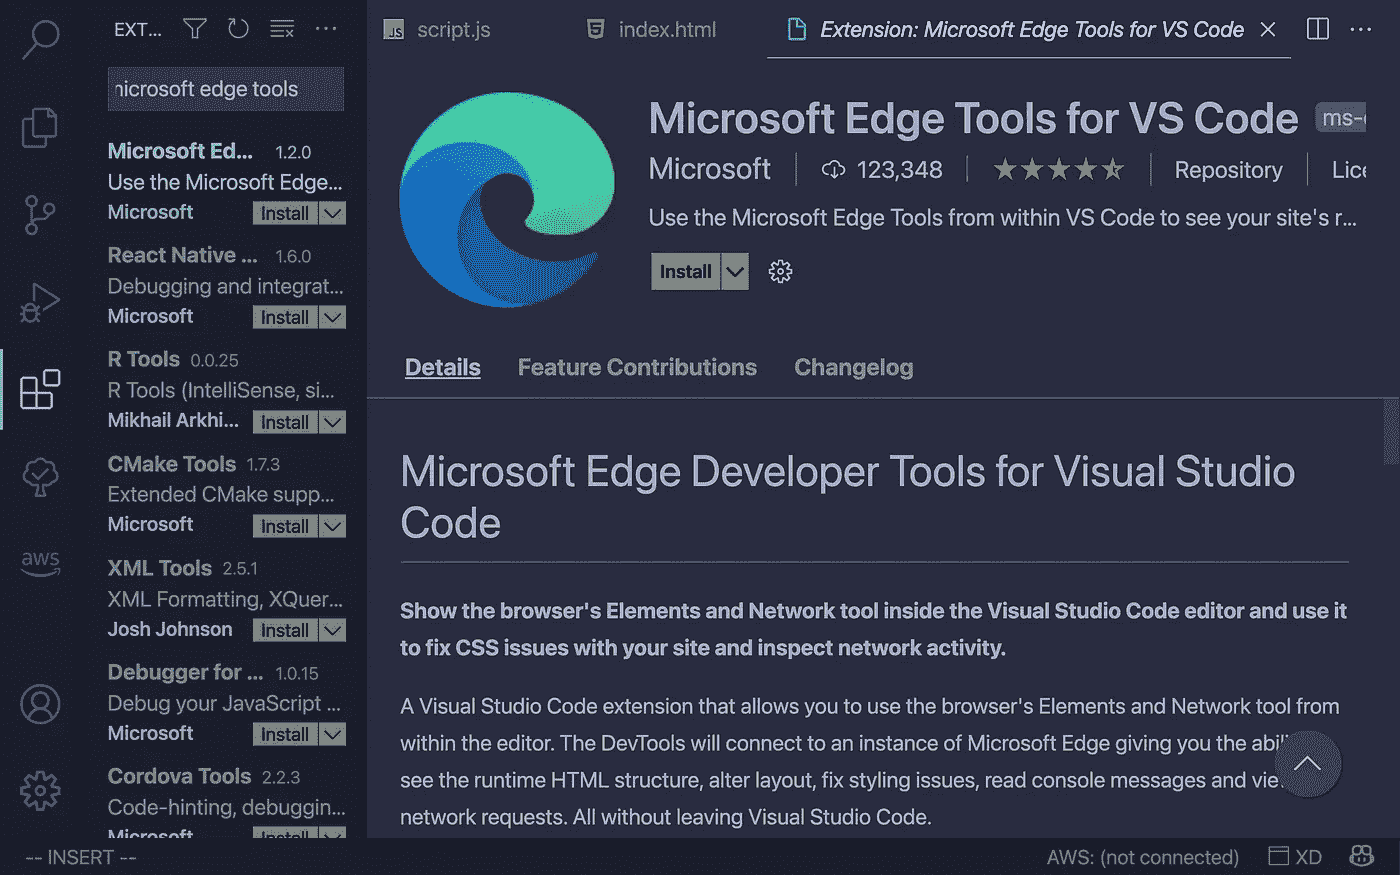 EXT...
nicrosoft edge tools
Microsoft Ed... 1.2.0
Use the Microsoft Edge...
Microsoft Install
React Native ... 1.6.0
Debugging and integrat...
Microsoft Install
R Tools 0.0.25
R Tools (IntelliSense, si...
Mikhail Arkhi... Install
CMake Tools 1.7.3
Extended CMake supp...
Microsoft Install
XML Tools 2.5.1
XML Formatting, XQuer...
Josh Johnson Install
Debugger for ... 1.0.15
Debug your JavaScript ...
Microsoft Install
Cordova Tools 2.2.3
Code-hinting, debuggin...
Microsoft Install
aws
JS script.js
5 index.html
Extension: Microsoft Edge Tools for VS Code
Microsoft Edge Tools for VS Code ms-
Microsoft 123,348 Repository Lice
Use the Microsoft Edge Tools from within VS Code to see your site's r...
Install
Details Feature Contributions Changelog
Microsoft Edge Developer Tools for Visual Studio
Code
Show the browser's Elements and Network tool inside the Visual Studio Code editor and use it
to fix CSS issues with your site and inspect network activity.
A Visual Studio Code extension that allows you to use the browser's Elements and Network tool from
within the editor. The DevTools will connect to an instance of Microsoft Edge giving you the abil
see the runtime HTML structure, alter layout, fix styling issues, read console messages and vie
network requests. All without leaving Visual Studio Code.
-- INSERT --
AWS: (not connected) XD